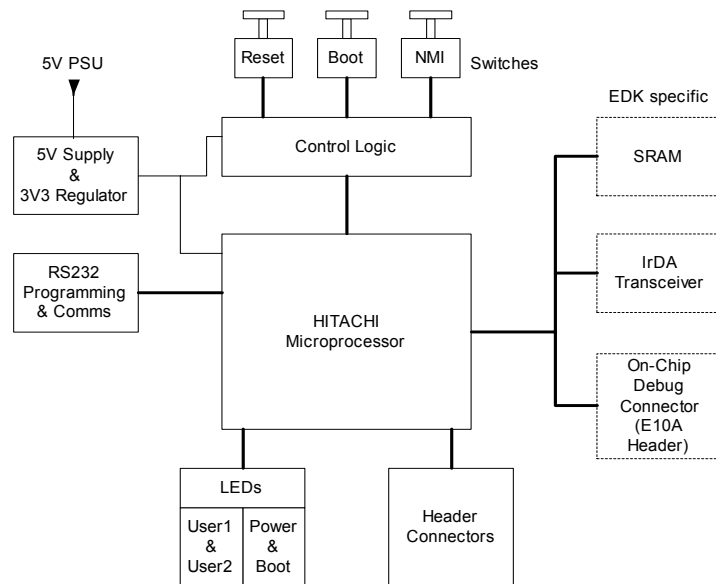 Reset
Boot
NMI
Switches
5V PSU
EDK specific
5V Supply
&
3V3 Regulator
Control Logic
SRAM
RS232
Programming
& Comms
HITACHI
Microprocessor
IrDA
Transceiver
On-Chip
Debug
Connector
(E10A
Header)
LEDs
User1
&
User2
Power
&
Boot
Header
Connectors